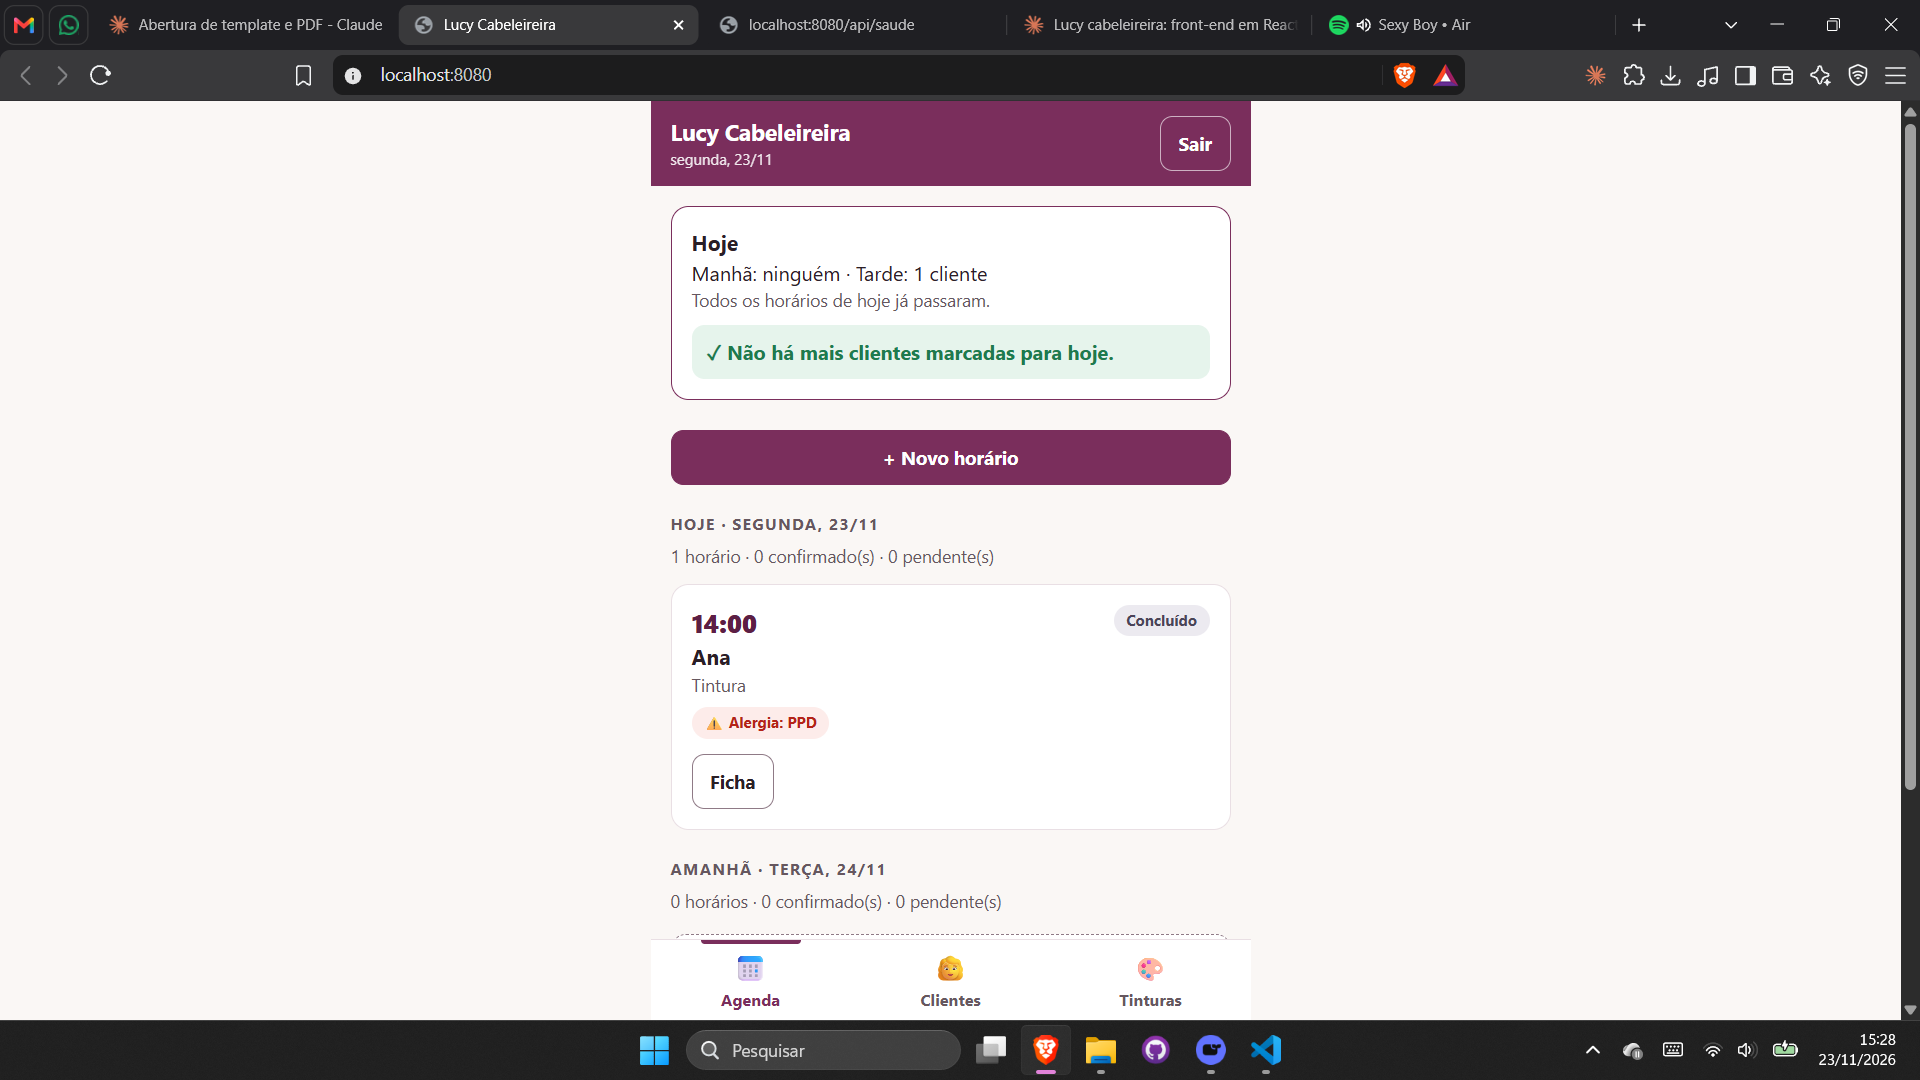 Abertura de template e PDF - Claude
Lucy Cabeleireira
localhost:8080/api/saude
Lucy cabeleireira: front-end em Reac
Sexy Boy • Air
localhost:8080
Lucy Cabeleireira
segunda, 23/11
Sair
Hoje
Manhã: ninguém · Tarde: 1 cliente
Todos os horários de hoje já passaram.
✓ Não há mais clientes marcadas para hoje.
+ Novo horário
HOJE · SEGUNDA, 23/11
1 horário · 0 confirmado(s) · 0 pendente(s)
14:00
Concluído
Ana
Tintura
⚠ Alergia: PPD
Ficha
AMANHÃ · TERÇA, 24/11
0 horários · 0 confirmado(s) · 0 pendente(s)
Agenda
Clientes
Tinturas
Pesquisar
15:28
23/11/2026